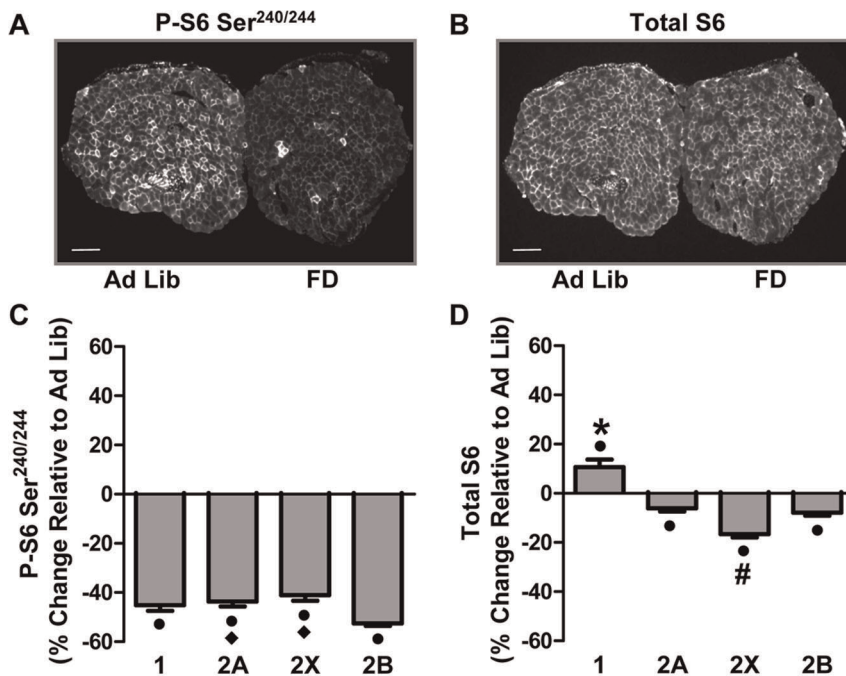 A
P-S6 Ser240/244
B
Total S6
Ad Lib
FD
Ad Lib
FD
C
P-S6 Ser240/244
(% Change Relative to Ad Lib)
60
40
20
0
-20
-40
-60
1
2A
2X
2B
D
Total S6
(% Change Relative to Ad Lib)
60
40
20
0
-20
-40
-60
*
#
1
2A
2X
2B